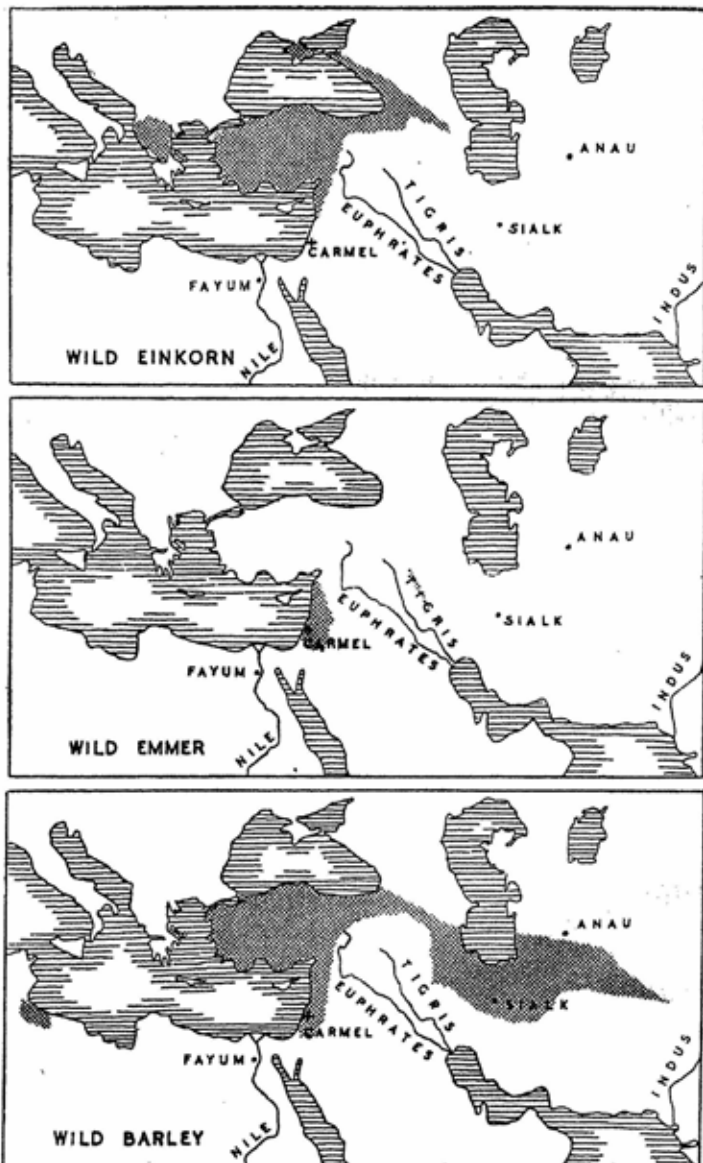 ANAU
SIALK
TIGRIS
EUPHRATES
CARMEL
FAYUM
INDUS
NILE
WILD EINKORN
ANAU
TIGRIS
SIALK
EUPHRATES
CARMEL
FAYUM
INDUS
NILE
WILD EMMER
ANAU
TIGRIS
SIALK
EUPHRATES
CARMEL
FAYUM
INDUS
NILE
WILD BARLEY